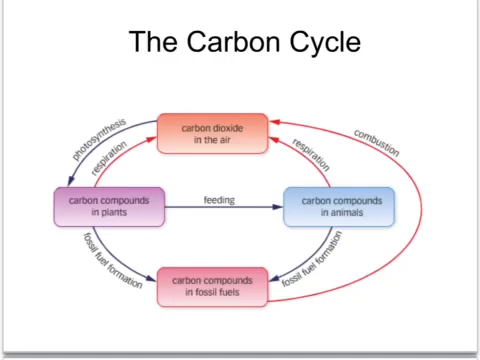 The Carbon Cycle
photosynthesis
respiration
carbon dioxide
in the air
respiration
combustion
carbon compounds
in plants
feeding
carbon compounds
in animals
fossil fuel formation
carbon compounds
in fossil fuels
fossil fuel formation